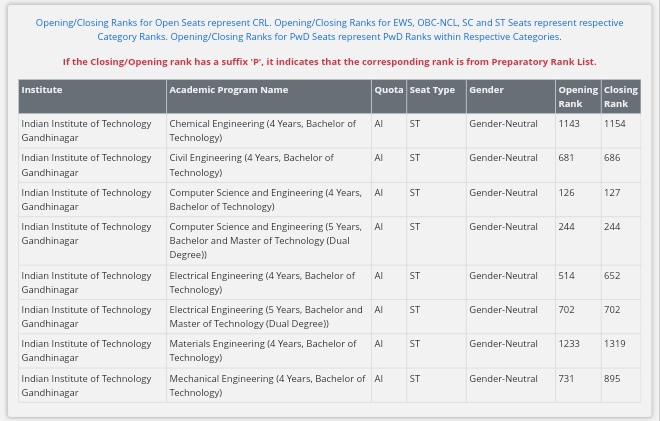 Opening/Closing Ranks for Open Seats represent CRL. Opening/Closing Ranks for EWS, OBC-NCL, SC and ST Seats represent respective
Category Ranks. Opening/Closing Ranks for PwD Seats represent PwD Ranks within Respective Categories.
If the Closing/Opening rank has a suffix 'P', it indicates that the corresponding rank is from Preparatory Rank List.
Institute Academic Program Name Quota Seat Type Gender Opening Closing
Rank Rank
Indian Institute of Technology Chemical Engineering (4 Years, Bachelor of AI ST Gender-Neutral 1143 1154
Gandhinagar Technology)
Indian Institute of Technology Civil Engineering (4 Years, Bachelor of AI ST Gender-Neutral 681 686
Gandhinagar Technology)
Indian Institute of Technology Computer Science and Engineering (4 Years, AI ST Gender-Neutral 126 127
Gandhinagar Bachelor of Technology)
Indian Institute of Technology Computer Science and Engineering (5 Years, AI ST Gender-Neutral 244 244
Gandhinagar Bachelor and Master of Technology (Dual
Degree))
Indian Institute of Technology Electrical Engineering (4 Years, Bachelor of AI ST Gender-Neutral 514 652
Gandhinagar Technology)
Indian Institute of Technology Electrical Engineering (5 Years, Bachelor and AI ST Gender-Neutral 702 702
Gandhinagar Master of Technology (Dual Degree))
Indian Institute of Technology Materials Engineering (4 Years, Bachelor of AI ST Gender-Neutral 1233 1319
Gandhinagar Technology)
Indian Institute of Technology Mechanical Engineering (4 Years, Bachelor of AI ST Gender-Neutral 731 895
Gandhinagar Technology)